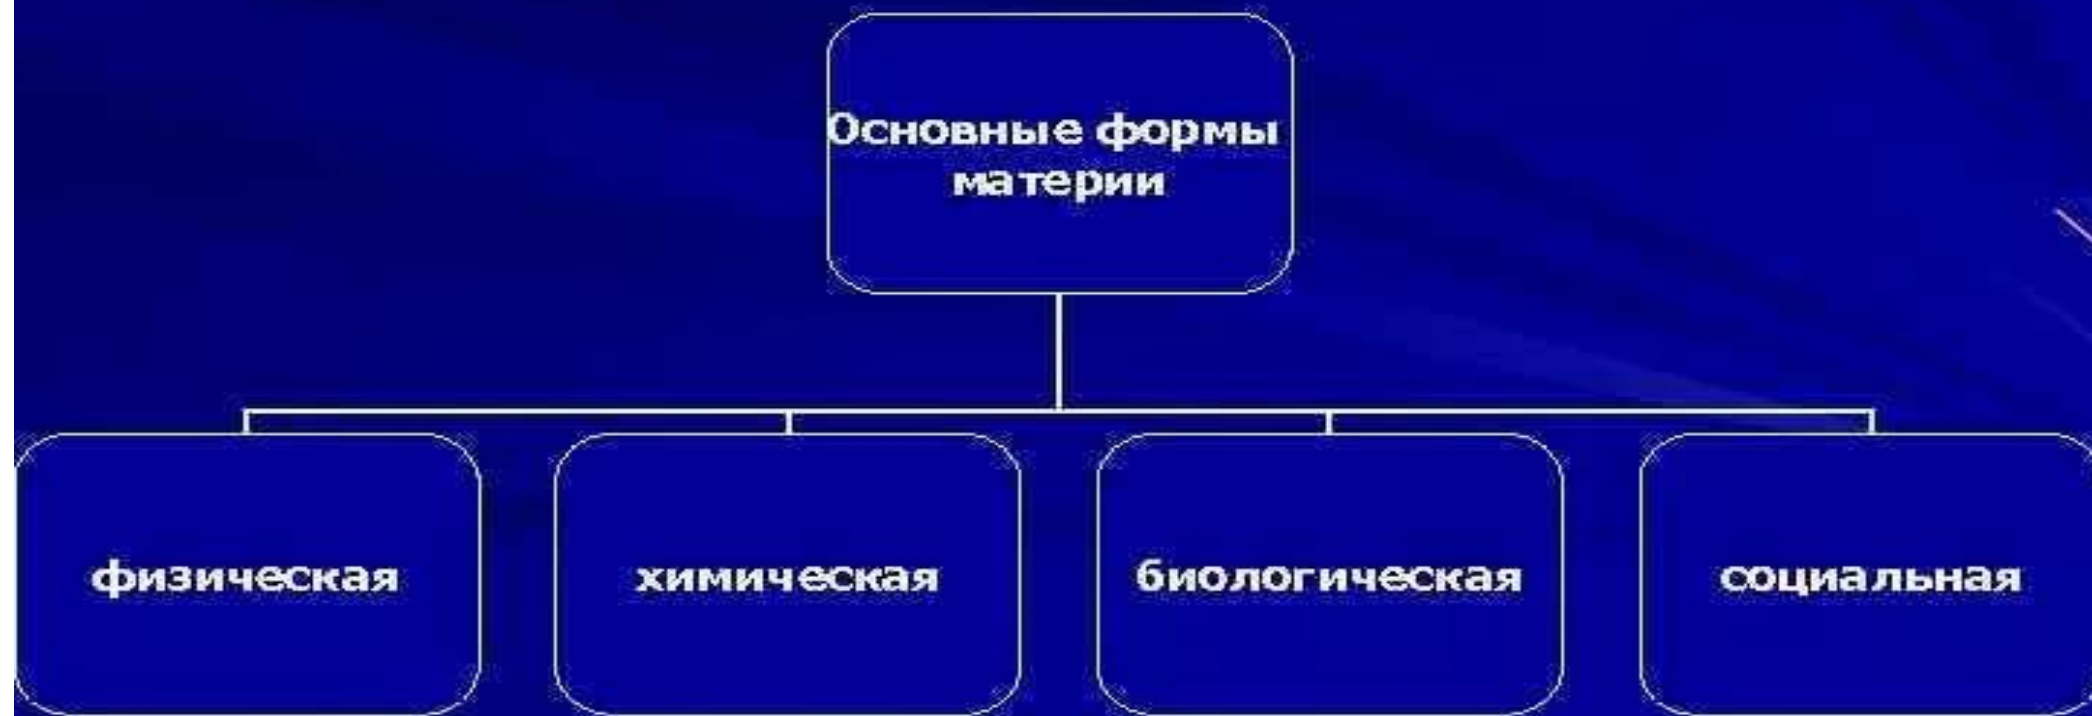 Основные формы
материи
физическая
химическая
биологическая
социальная